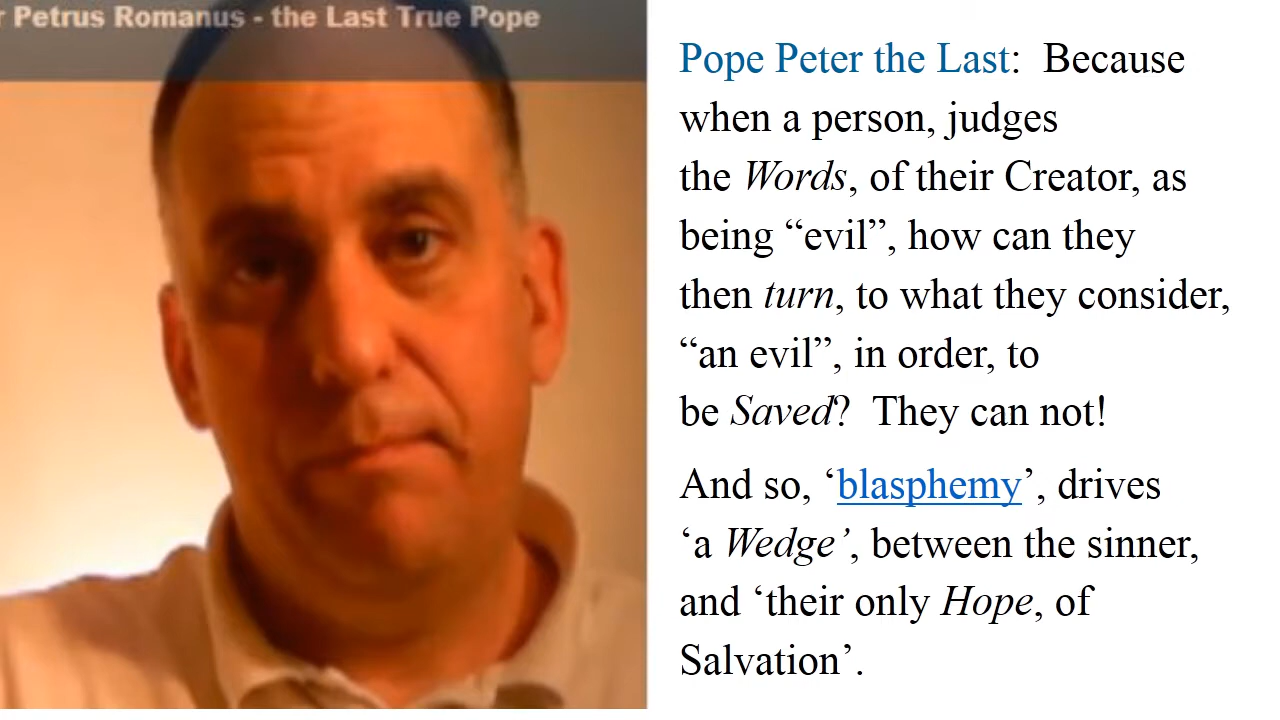 r Petrus Romanus - the Last True Pope
Pope Peter the Last:  Because
when a person, judges
the Words, of their Creator, as
being “evil”, how can they
then turn, to what they consider,
“an evil”, in order, to
be Saved?  They can not!
And so, ‘blasphemy’, drives
‘a Wedge’, between the sinner,
and ‘their only Hope, of
Salvation’.